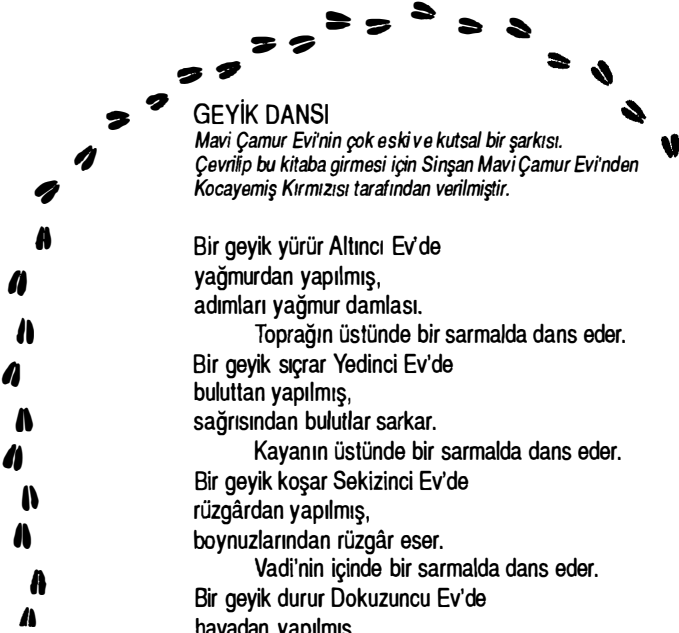 GEYİK DANSI
Mavi Çamur Evi'nin çok eski ve kutsal bir şarkısı.
Çevrilip bu kitaba girmesi için Sinşan Mavi Çamur Evi'nden
Kocayemiş Kırmızısı tarafından verilmiştir.
Bir geyik yürür Altıncı Ev'de
yağmurdan yapılmış,
adımları yağmur damlası.
Toprağın üstünde bir sarmalda dans eder.
Bir geyik sıçrar Yedinci Ev'de
buluttan yapılmış,
sağrısından bulutlar sarkar.
Kayanın üstünde bir sarmalda dans eder.
Bir geyik koşar Sekizinci Ev'de
rüzgârdan yapılmış,
boynuzlarından rüzgâr eser.
Vadi'nin içinde bir sarmalda dans eder.
Bir geyik durur Dokuzuncu Ev'de
havadan yapılmış